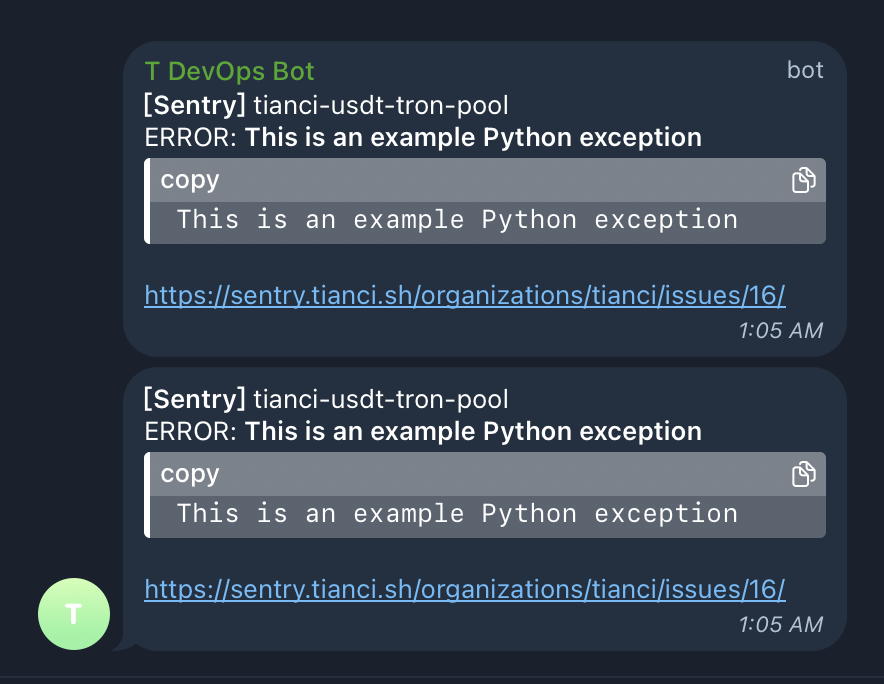 T DevOps Bot bot
[Sentry] tianci-usdt-tron-pool
ERROR: This is an example Python exception
copy
This is an example Python exception
https://sentry.tianci.sh/organizations/tianci/issues/16/
1:05 AM
[Sentry] tianci-usdt-tron-pool
ERROR: This is an example Python exception
copy
This is an example Python exception
https://sentry.tianci.sh/organizations/tianci/issues/16/
T
1:05 AM